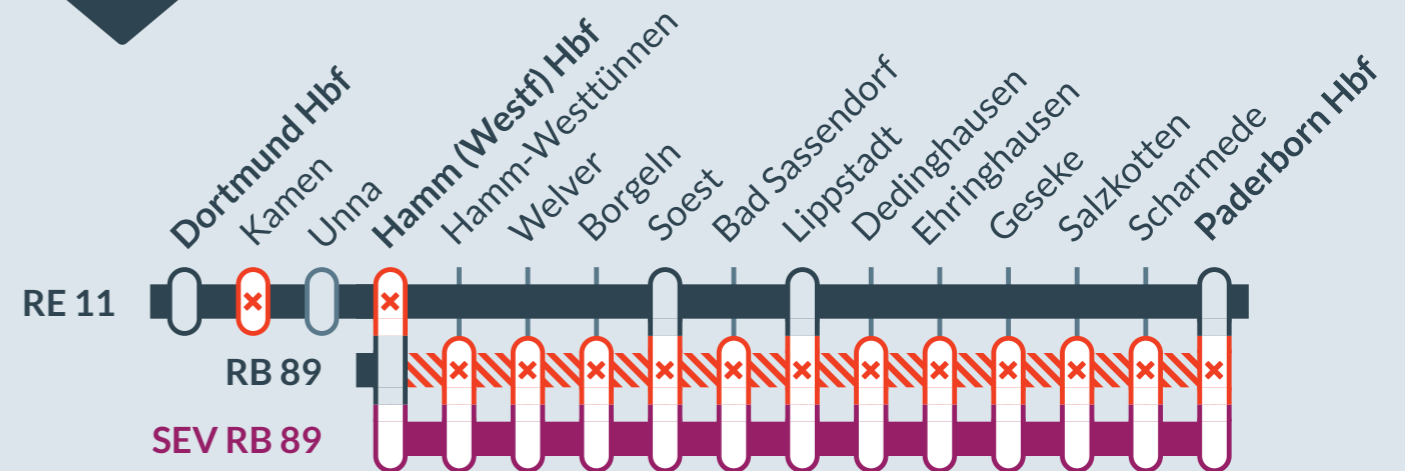 Dortmund Hbf
Kamen
Unna
Hamm (Westf) Hbf
Hamm-Westtünnen
Welver
Borgeln
Soest
Bad Sassendorf
Lippstadt
Dedinghausen
Ehringhausen
Geseke
Salzkotten
Scharmede
Paderborn Hbf
RE 11
RB 89
SEV RB 89